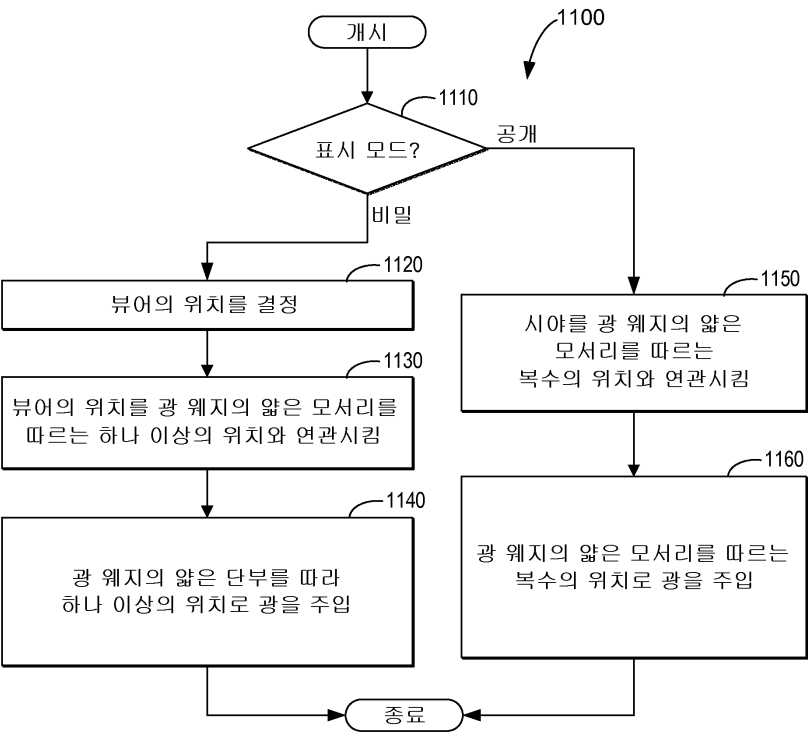 개시
1100
1110
표시 모드?
공개
비밀
1120
뷰어의 위치를 결정
1130
뷰어의 위치를 광 웨지의 얇은 모서리를
따르는 하나 이상의 위치와 연관시킴
1140
광 웨지의 얇은 단부를 따라
하나 이상의 위치로 광을 주입
1150
시야를 광 웨지의 얇은
모서리를 따르는
복수의 위치와 연관시킴
1160
광 웨지의 얇은 모서리를 따르는
복수의 위치로 광을 주입
종료